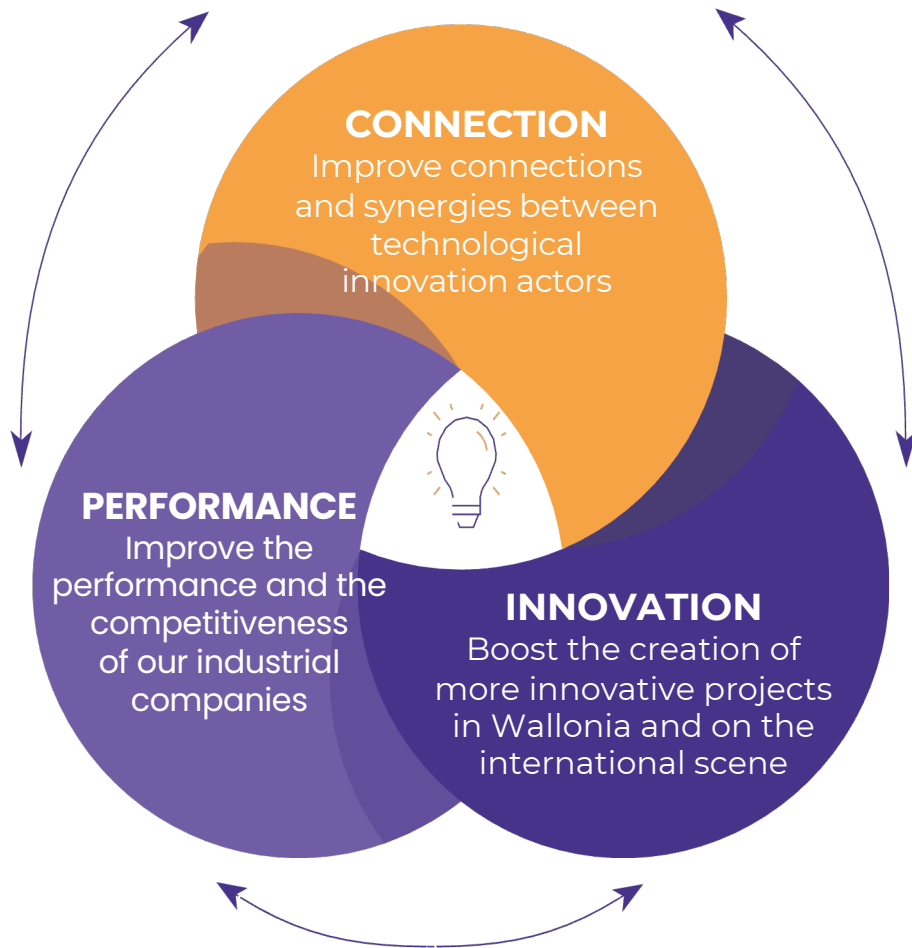 CONNECTION
Improve connections
and synergies between
technological
innovation actors
PERFORMANCE
Improve the
performance and the
competitiveness
of our industrial
companies
INNOVATION
Boost the creation of
more innovative projects
in Wallonia and on the
international scene